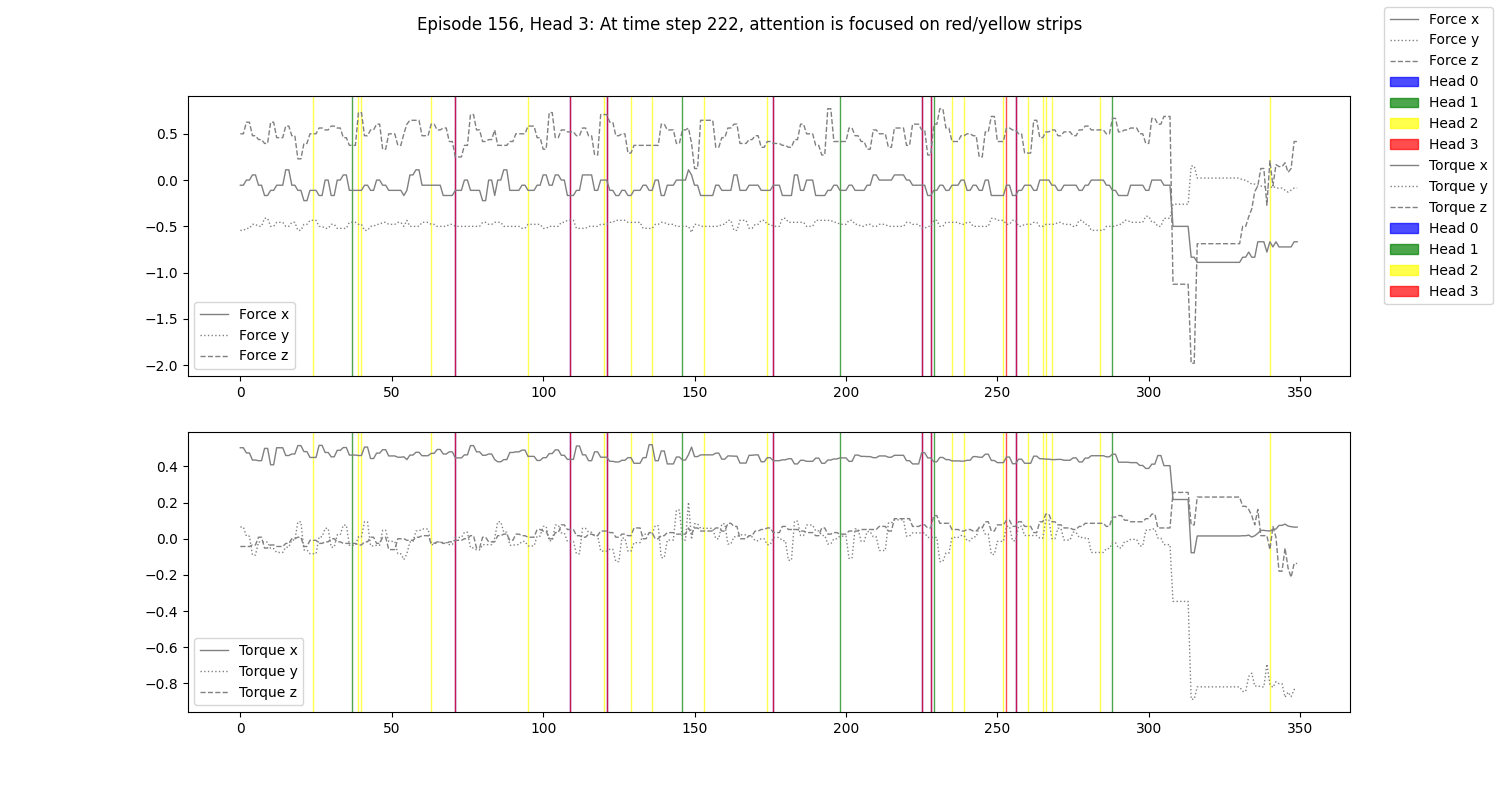 Episode 156, Head 3: At time step 222, attention is focused on red/yellow strips
Force x
Force y
Force z
Head 0
Head 1
Head 2
Head 3
Torque x
Torque y
Torque z
Head 0
Head 1
Head 2
Head 3
0.5
0.0
−0.5
−1.0
−1.5
−2.0
Force x
Force y
Force z
0 50 100 150 200 250 300 350
0.4
0.2
0.0
−0.2
−0.4
−0.6
−0.8
Torque x
Torque y
Torque z
0 50 100 150 200 250 300 350